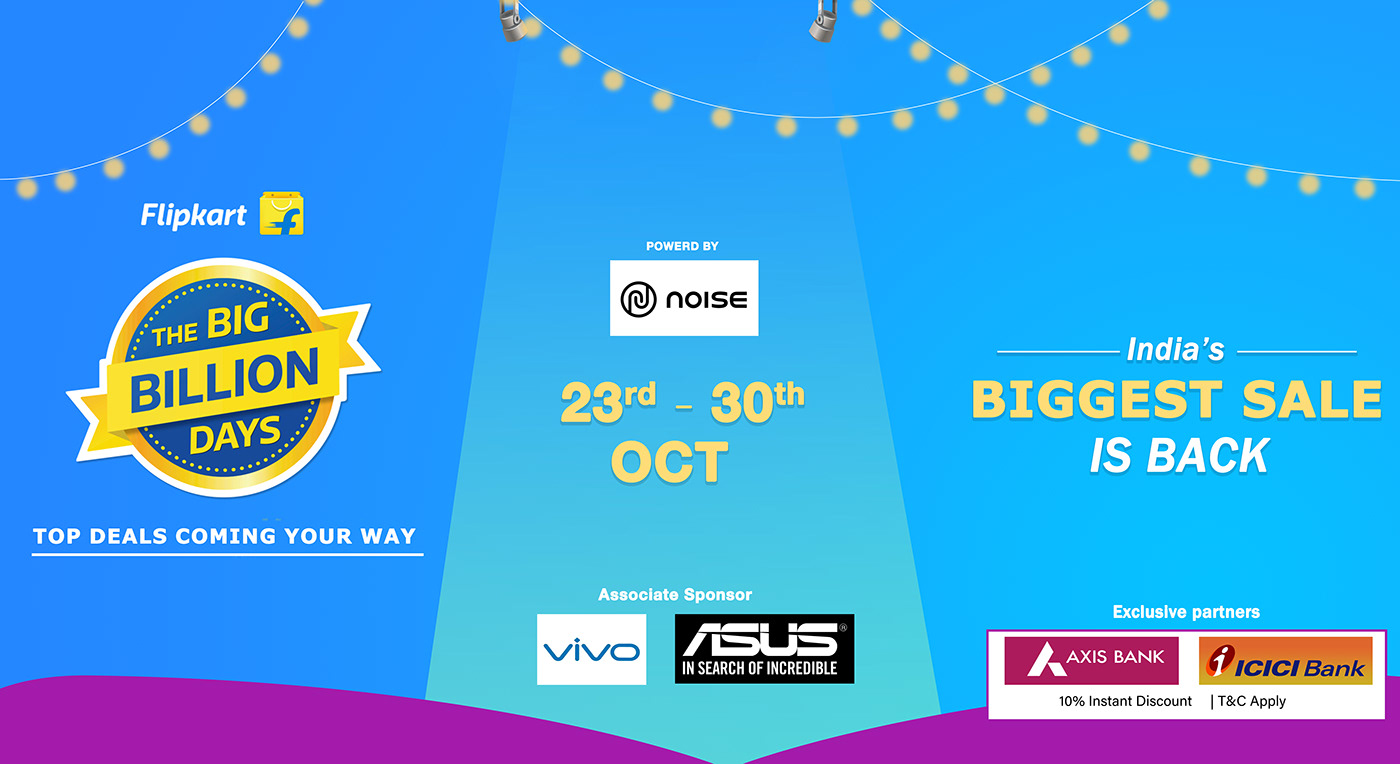 Flipkart
THE BIG
BILLION
DAYS
TOP DEALS COMING YOUR WAY
POWERD BY
noise
23rd - 30th
OCT
Associate Sponsor
vivo
ASUS®
IN SEARCH OF INCREDIBLE
India's
BIGGEST SALE
IS BACK
Exclusive partners
AXIS BANK
ICICI Bank
10% Instant Discount | T&C Apply